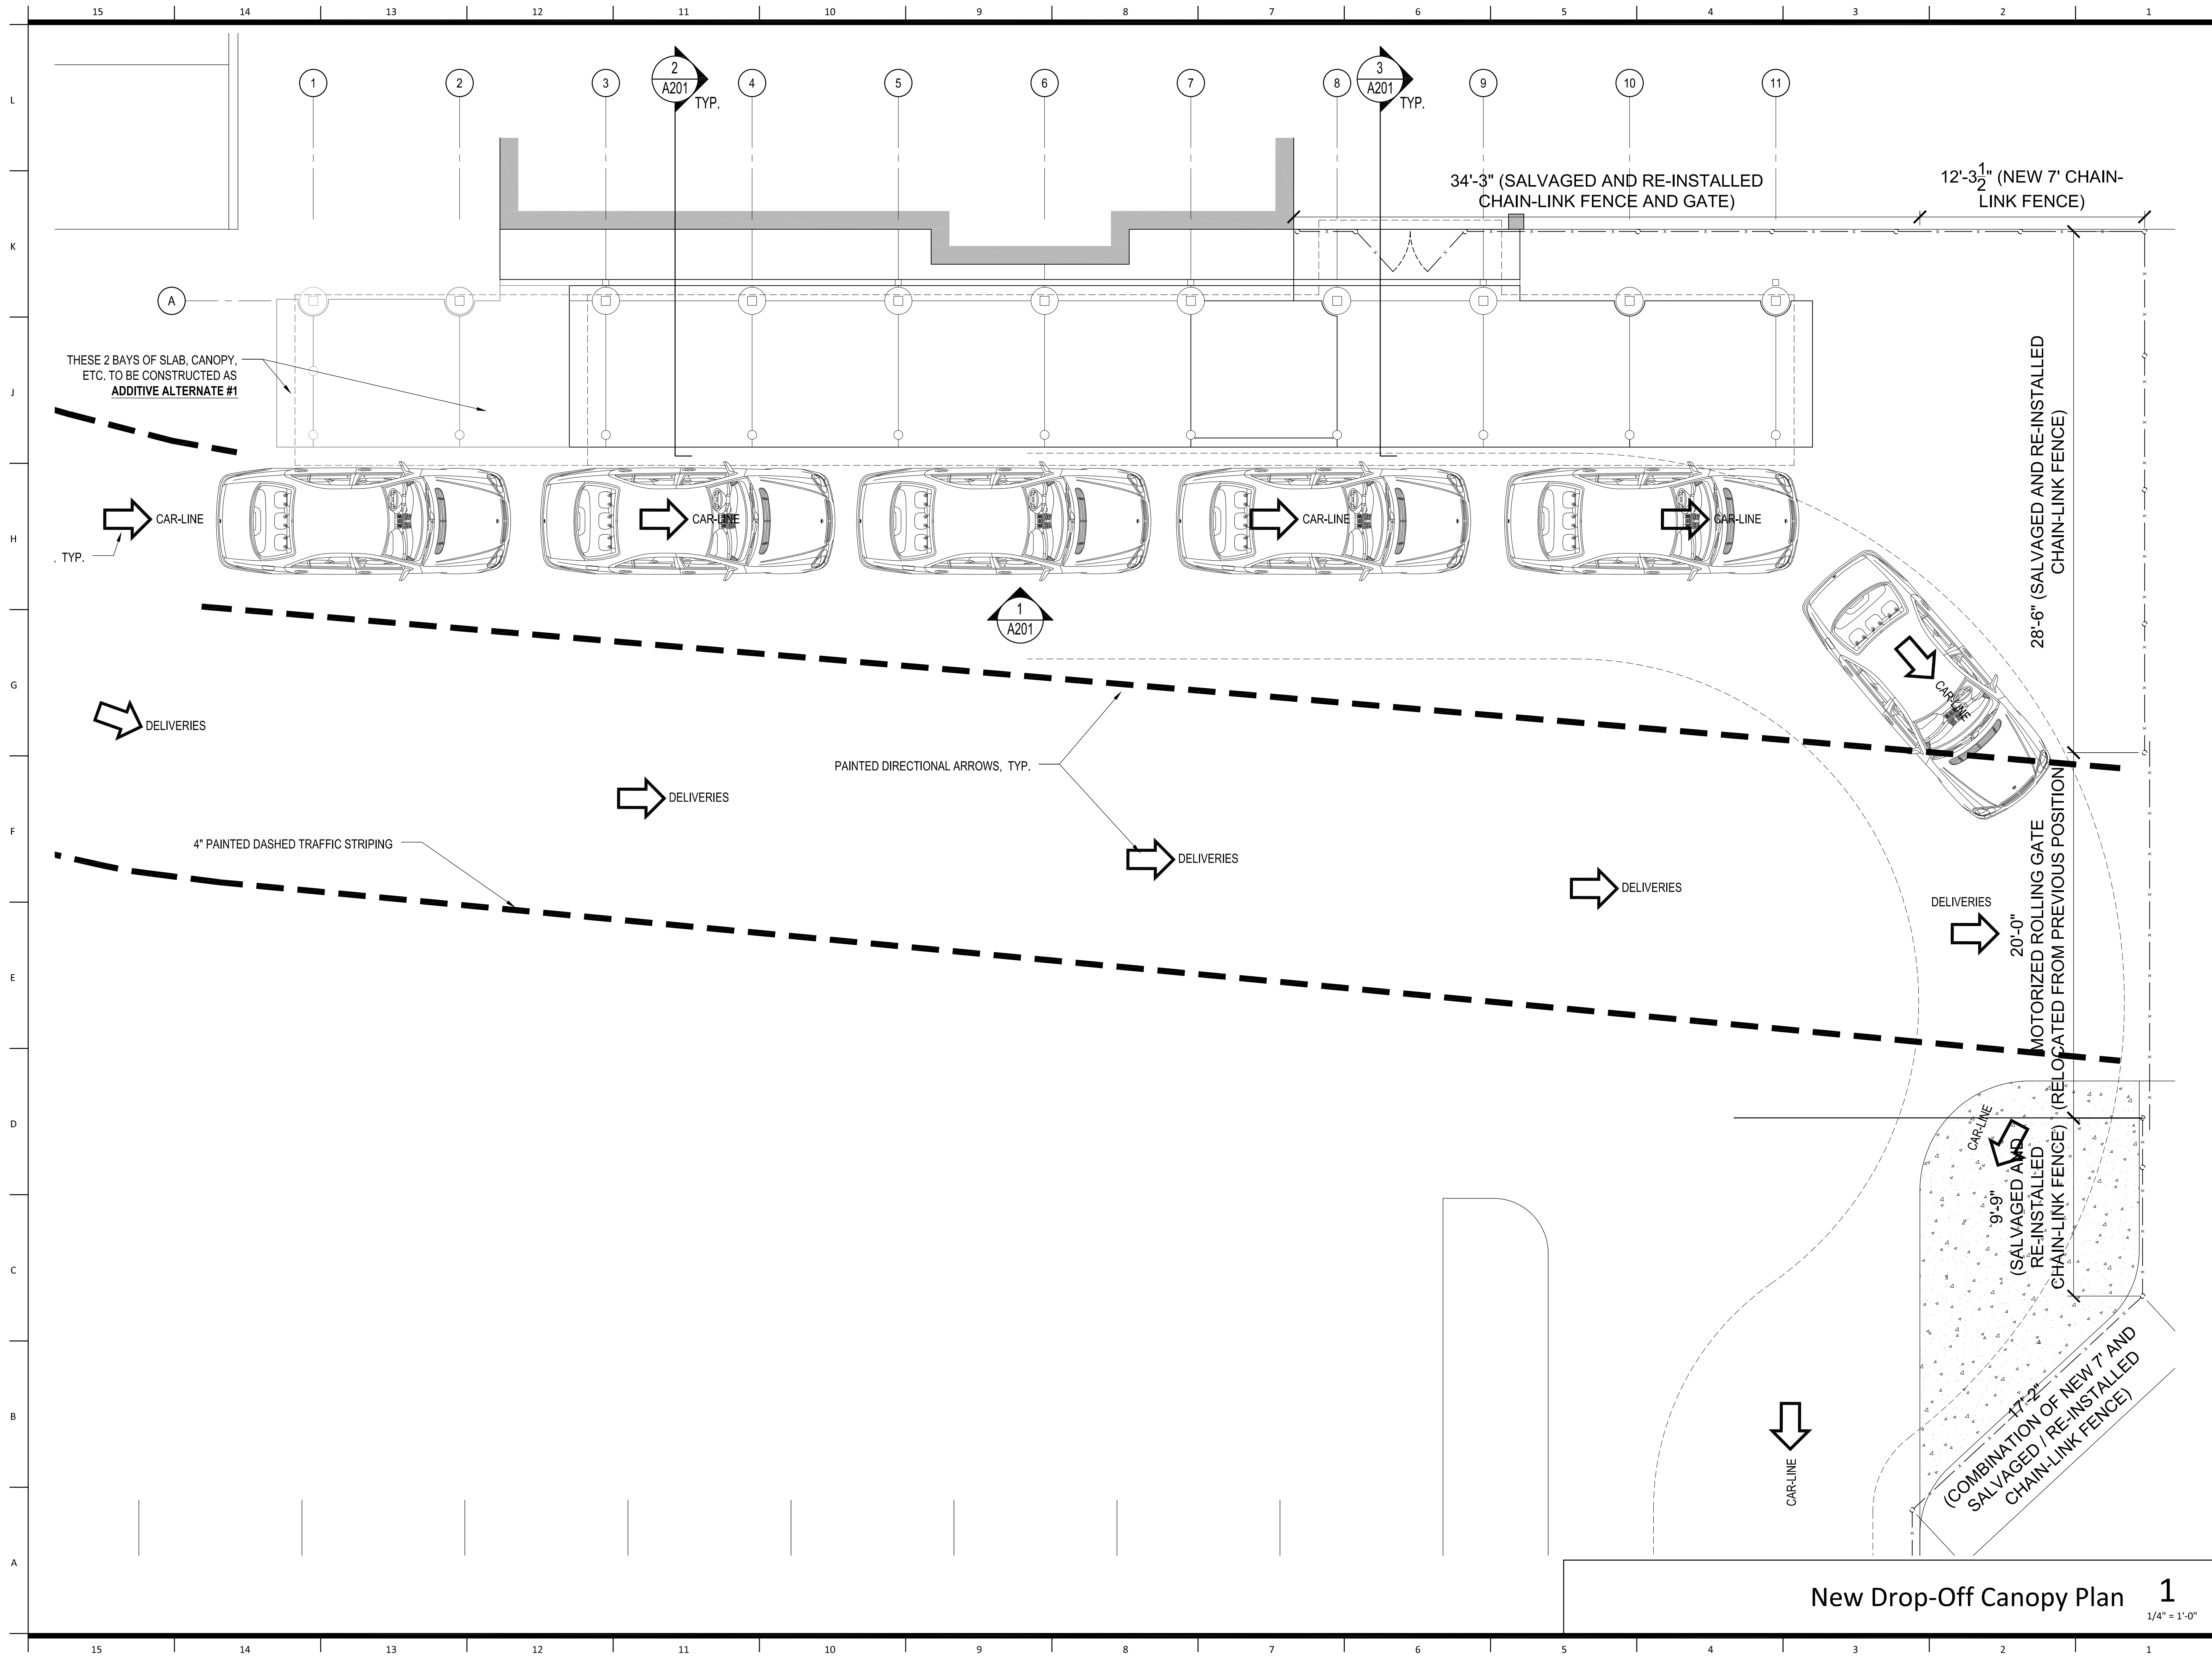 15 14 13 12 11 10 9 8 7 6 5 4 3 2 1
L
K
J
H
G
F
E
D
C
B
A
1 2 3 4 5 6 7 8 9 10 11
2
A201
TYP.
3
A201
TYP.
34'-3" (SALVAGED AND RE-INSTALLED
CHAIN-LINK FENCE AND GATE)
12'-3 1/2" (NEW 7' CHAIN-
LINK FENCE)
A
THESE 2 BAYS OF SLAB, CANOPY,
ETC. TO BE CONSTRUCTED AS
ADDITIVE ALTERNATE #1
28'-6" (SALVAGED AND RE-INSTALLED
CHAIN-LINK FENCE)
CAR-LINE
CAR-LINE
CAR-LINE
CAR-LINE
, TYP.
1
A201
CAR-LINE
DELIVERIES
PAINTED DIRECTIONAL ARROWS, TYP.
DELIVERIES
4" PAINTED DASHED TRAFFIC STRIPING
DELIVERIES
DELIVERIES
DELIVERIES
20'-0"
MOTORIZED ROLLING GATE
(RELOCATED FROM PREVIOUS POSITION)
CAR-LINE
9'-9"
(SALVAGED AND
RE-INSTALLED
CHAIN-LINK FENCE)
17'-2"
(COMBINATION OF NEW 7' AND
SALVAGED / RE-INSTALLED
CHAIN-LINK FENCE)
CAR-LINE
New Drop-Off Canopy Plan 1
1/4" = 1'-0"
15 14 13 12 11 10 9 8 7 6 5 4 3 2 1